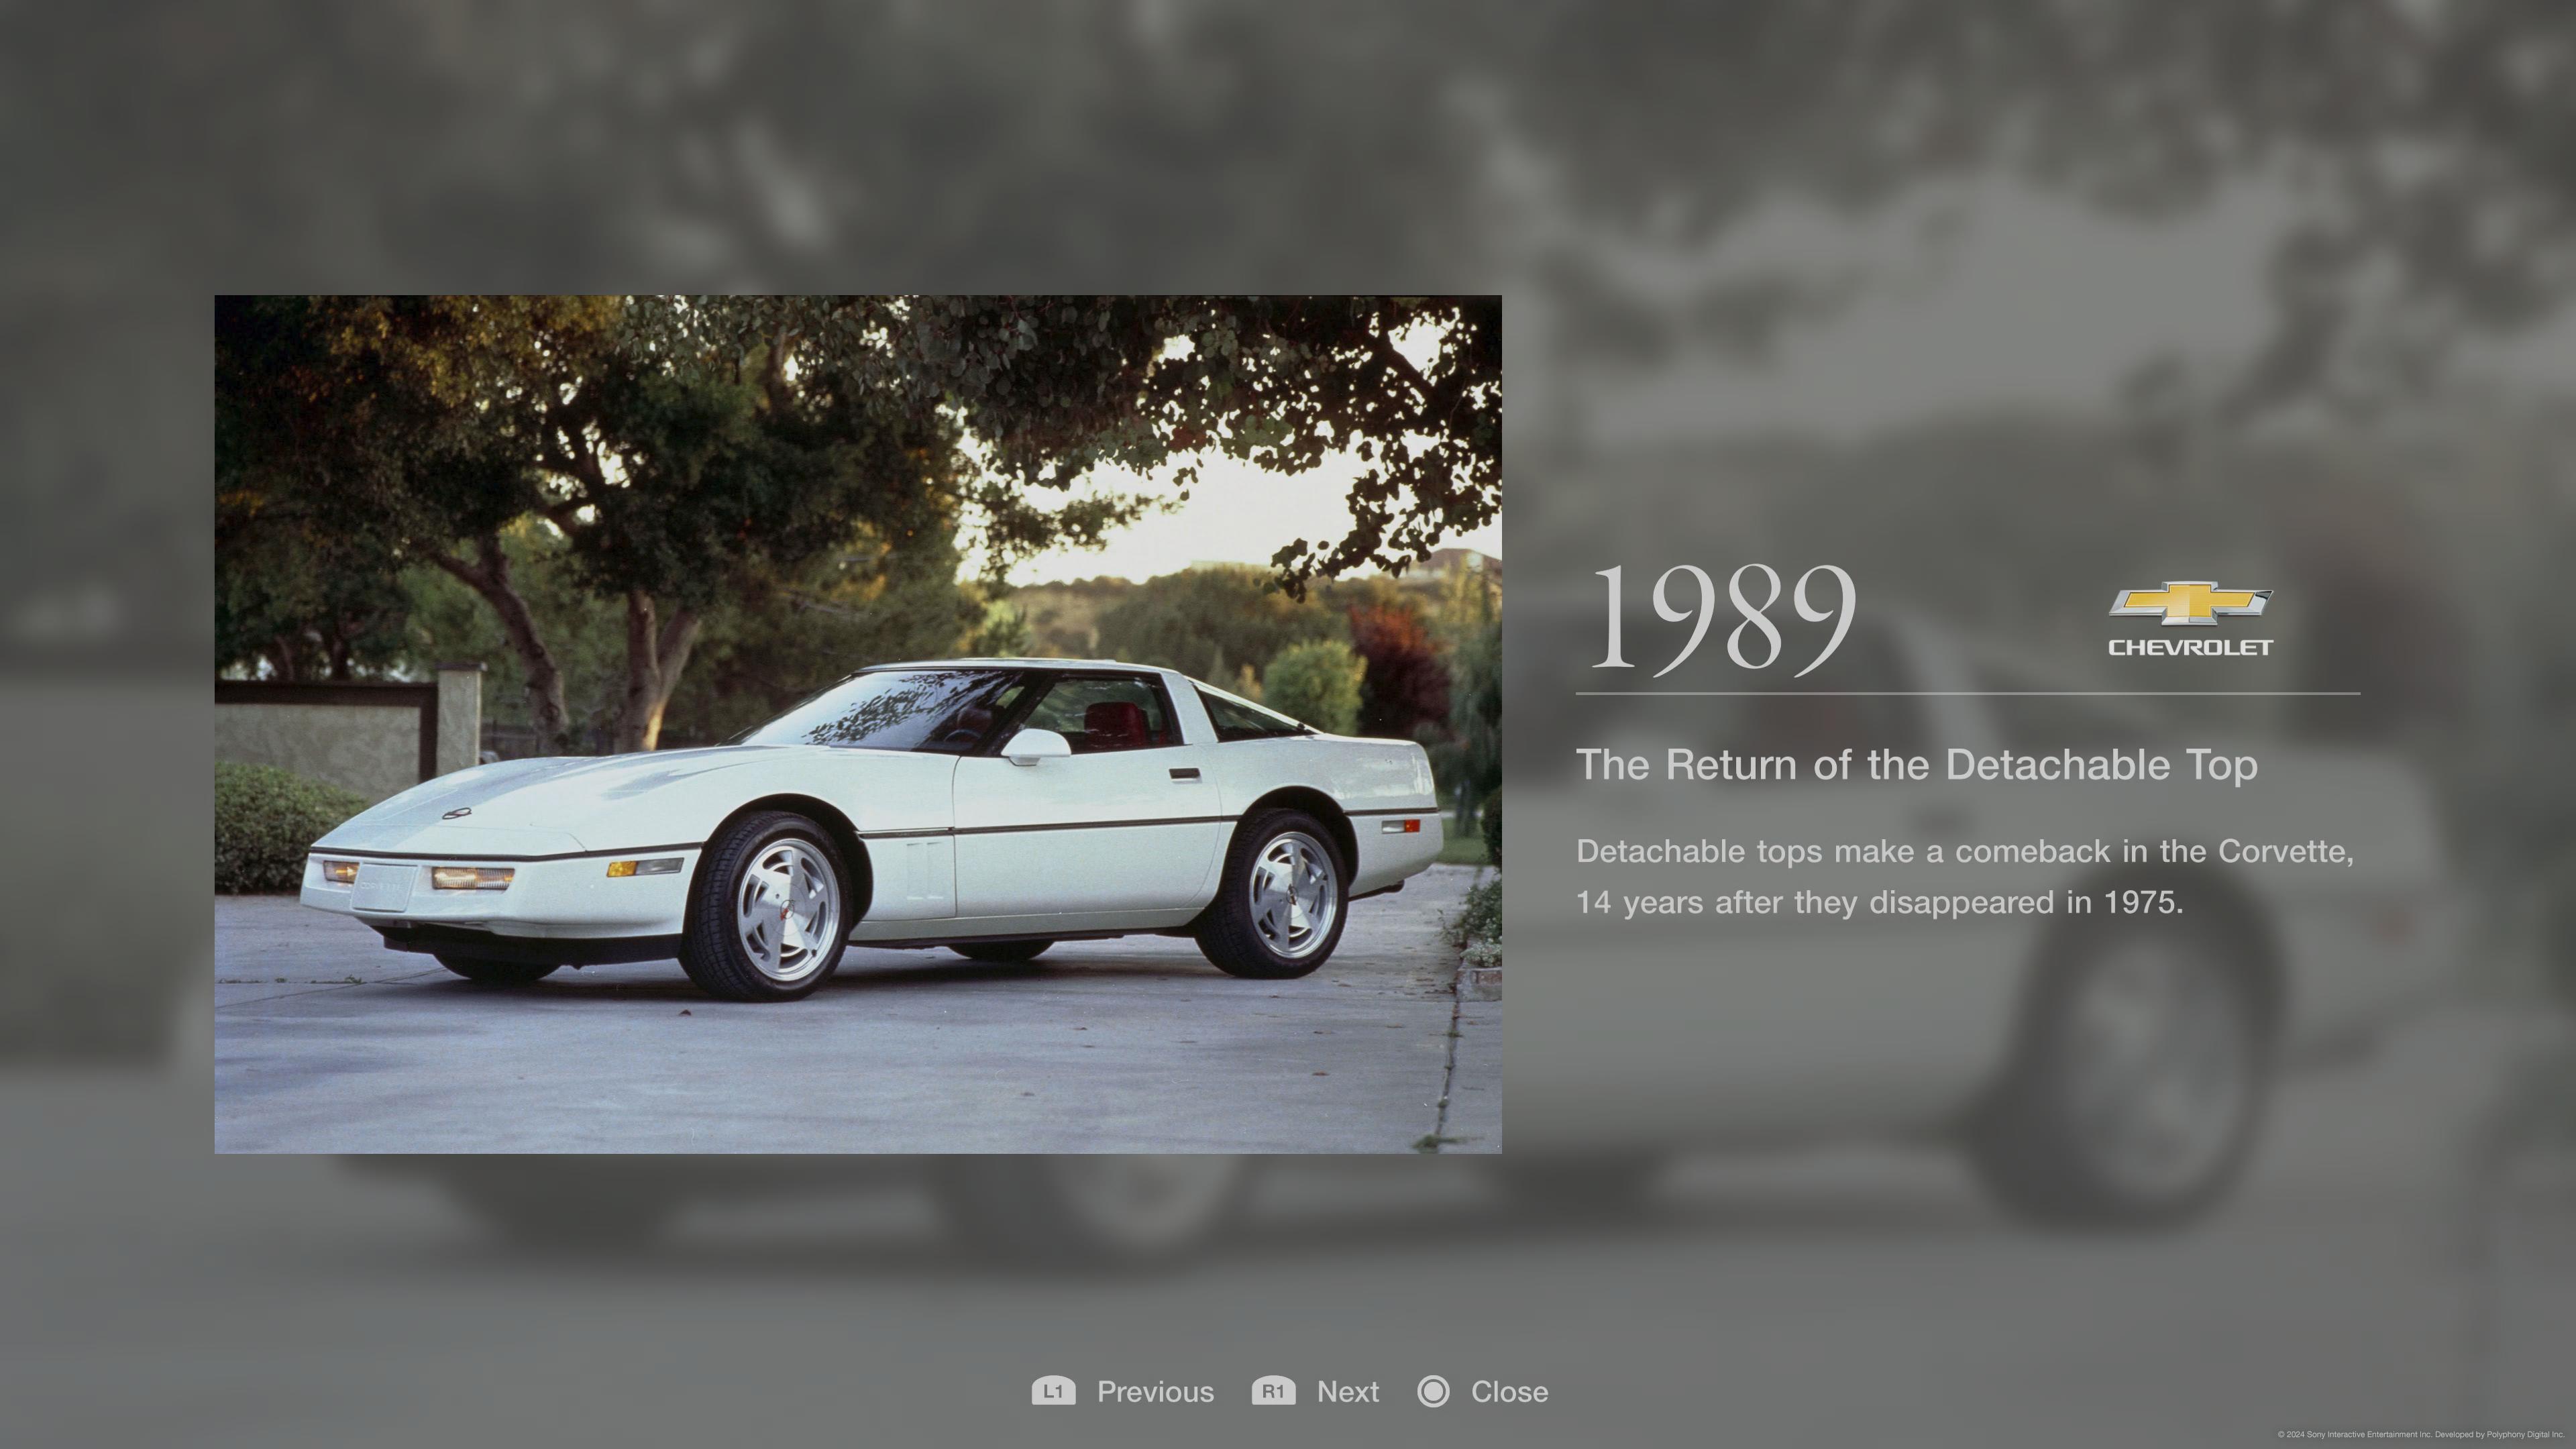 1989
CHEVROLET
The Return of the Detachable Top
Detachable tops make a comeback in the Corvette,
14 years after they disappeared in 1975.
L1 Previous R1 Next Close
© 2024 Sony Interactive Entertainment Inc. Developed by Polyphony Digital Inc.